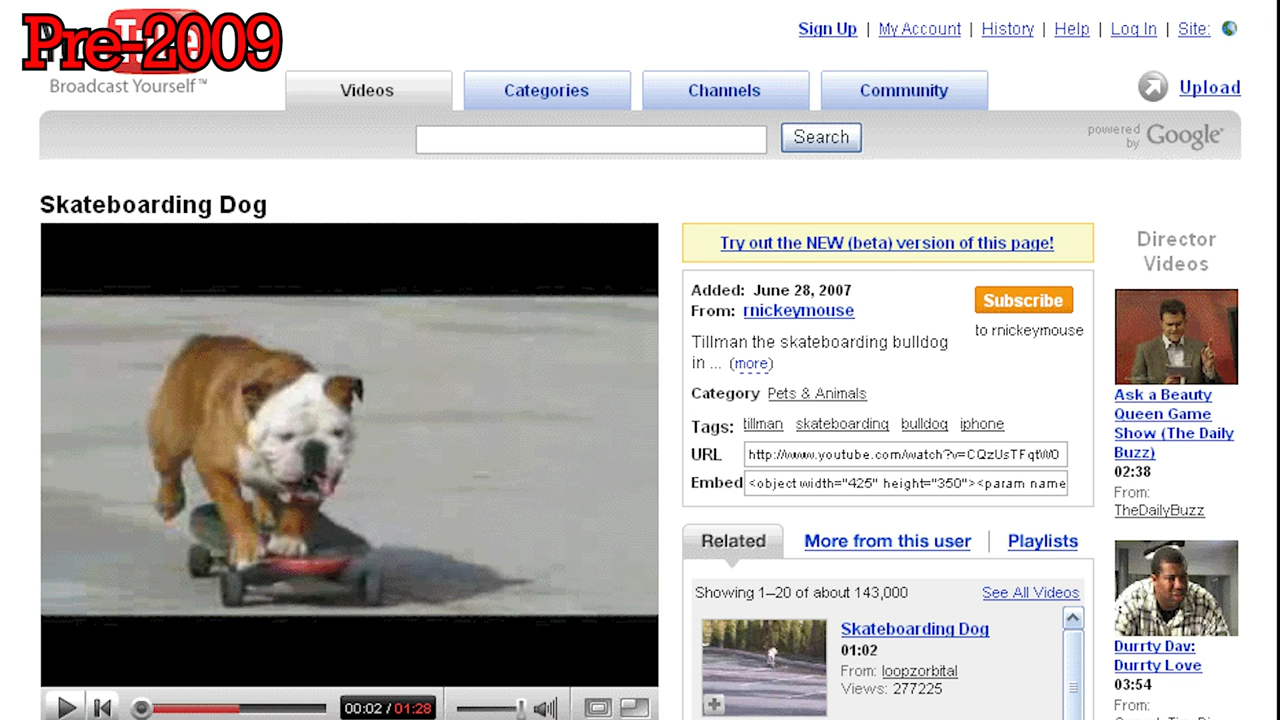 Pre-2009
Broadcast Yourself™
Sign Up | My Account | History | Help | Log In | Site:
Videos
Categories
Channels
Community
Upload
Search
powered by Google
Skateboarding Dog
Try out the NEW (beta) version of this page!
Added: June 28, 2007
From: rnickeymouse
Subscribe
to rnickeymouse
Tillman the skateboarding bulldog
in ... (more)
Category Pets & Animals
Tags: tillman skateboarding bulldog iphone
URL http://www.youtube.com/watch?v=CQzUsTFqtW0
Embed <object width="425" height="350"><param name
Related
More from this user
Playlists
Showing 1–20 of about 143,000
See All Videos
Skateboarding Dog
01:02
From: loopzorbital
Views: 277225
00:02 / 01:28
Director
Videos
Ask a Beauty
Queen Game
Show (The Daily
Buzz)
02:38
From:
TheDailyBuzz
Durrty Dav:
Durrty Love
03:54
From: